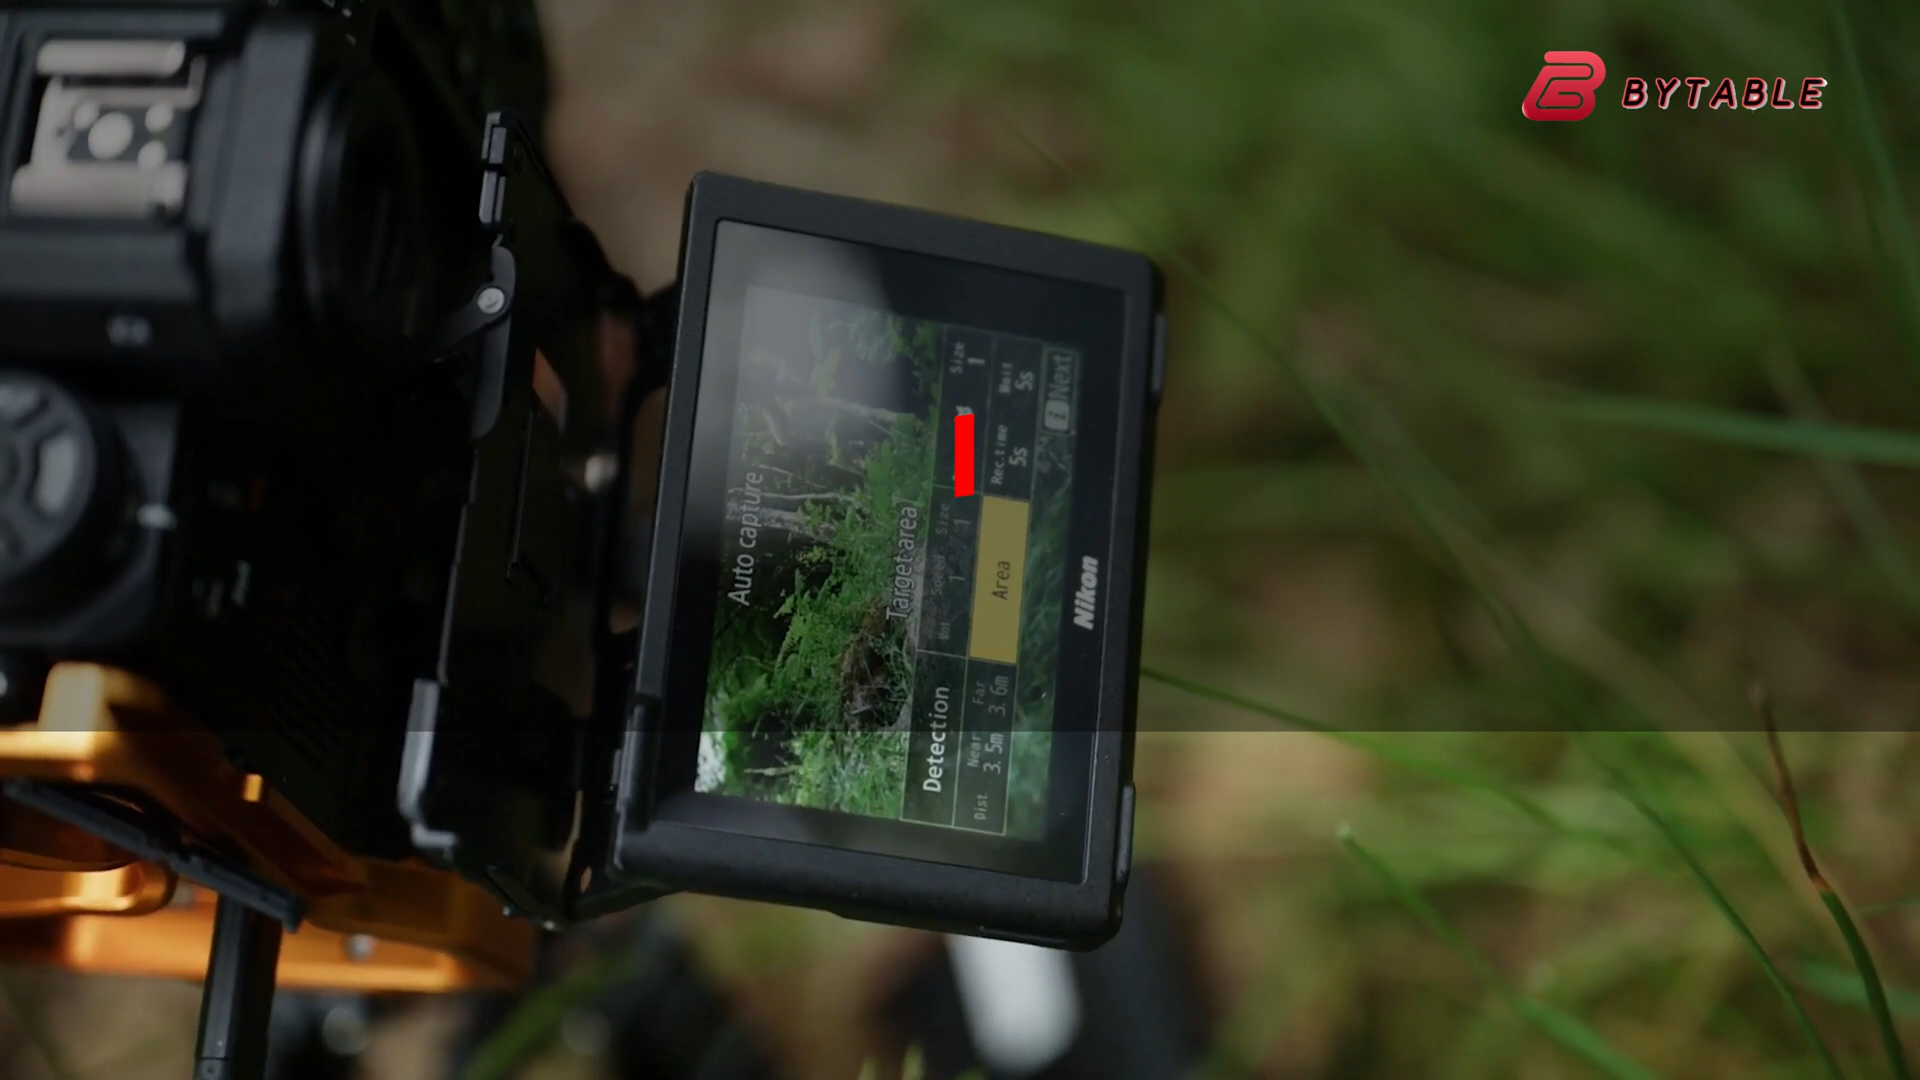 BYTABLE
Auto capture
Target area
Detection
Speed 1 Size 1
Size 1
Dist. Near 3.5m Far 3.6m
Area
Rec.time 5s
Wait 5s
i Next
Nikon